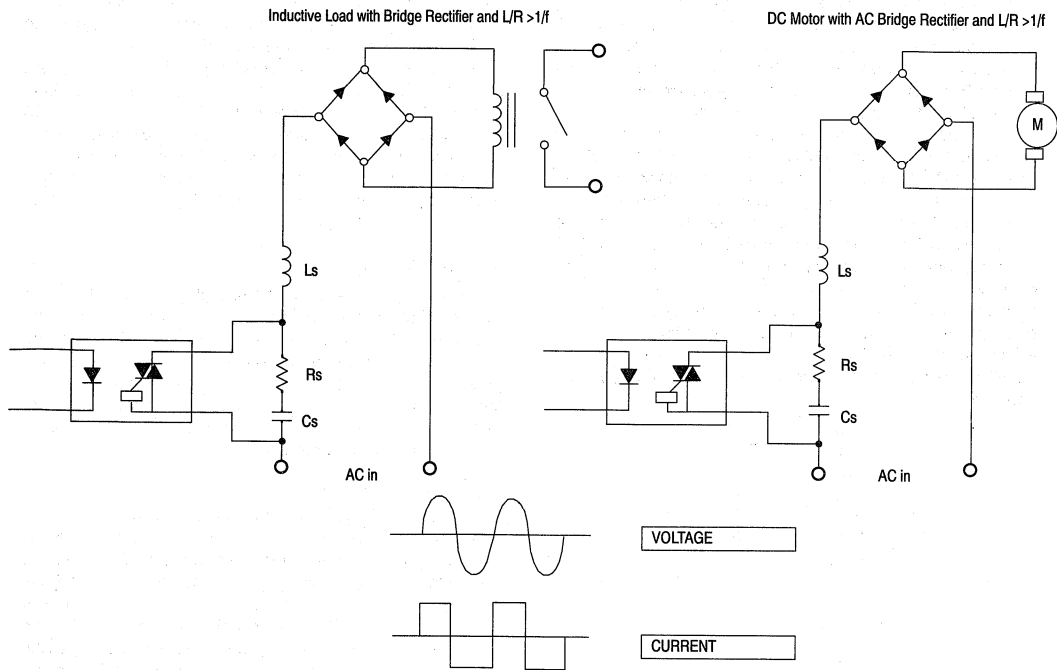 Inductive Load with Bridge Rectifier and L/R >1/f
DC Motor with AC Bridge Rectifier and L/R >1/f
M
Ls
Ls
Rs
Rs
Cs
Cs
AC in
AC in
VOLTAGE
CURRENT